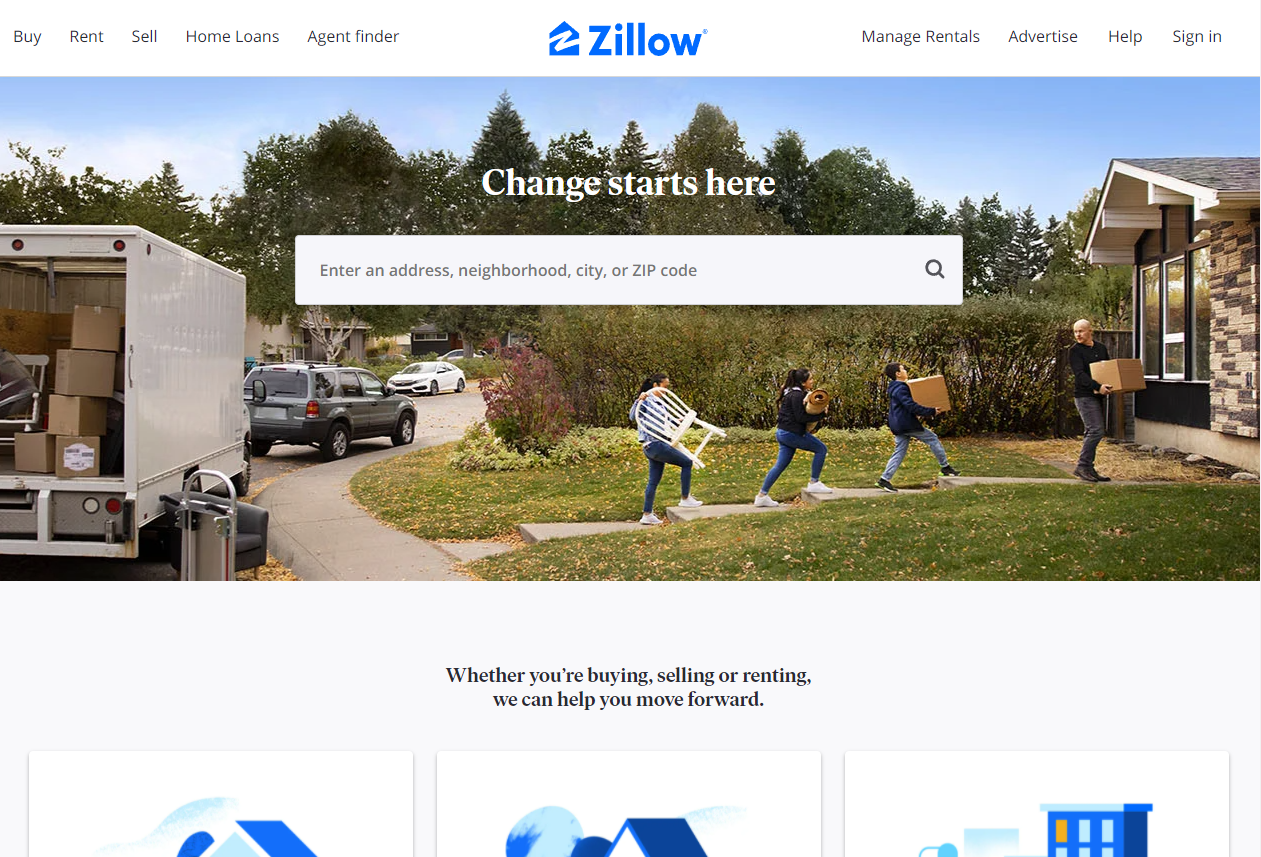 Buy Rent Sell Home Loans Agent finder Zillow® Manage Rentals Advertise Help Sign in
Change starts here
Enter an address, neighborhood, city, or ZIP code
Whether you’re buying, selling or renting,
we can help you move forward.